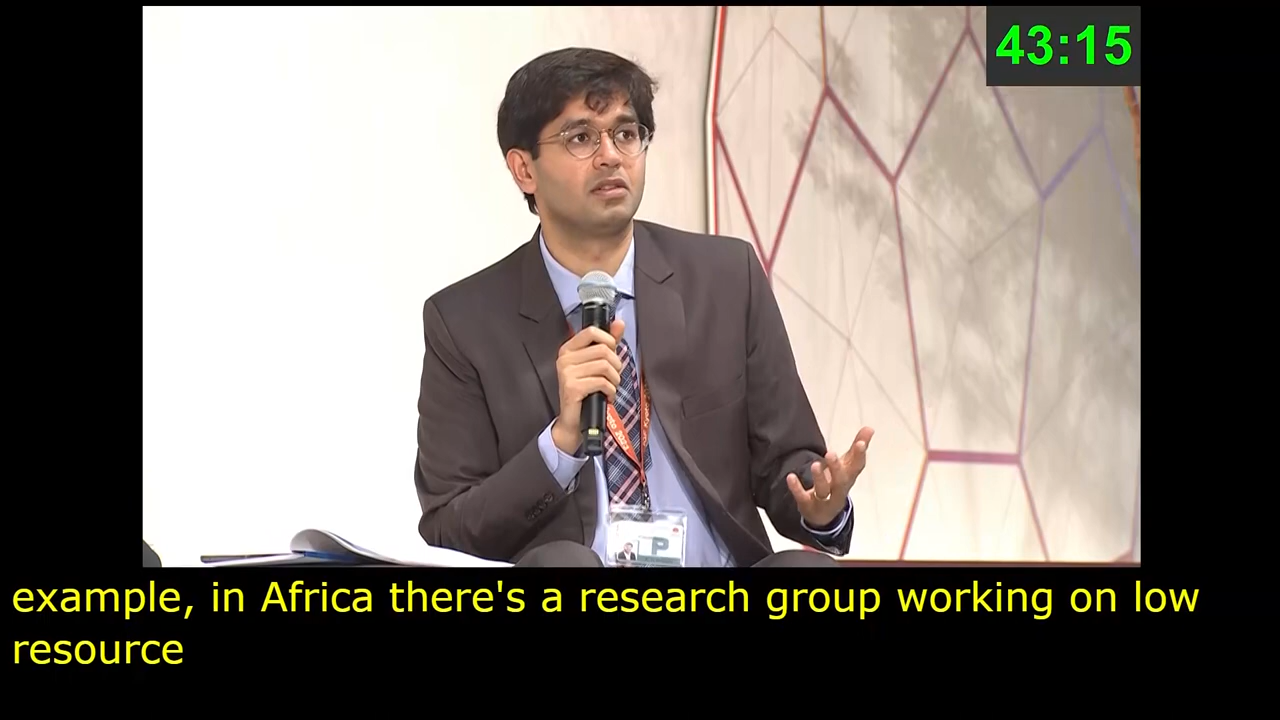 43:15
P
example, in Africa there's a research group working on low
resource